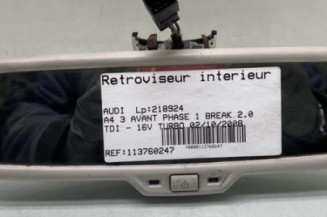 Retroviseur interieur
AUDI Lp:218924
A4 3 AVANT PHASE 1 BREAK 2.0
TDI - 16V TURBO 02/10/2008
REF:113760247